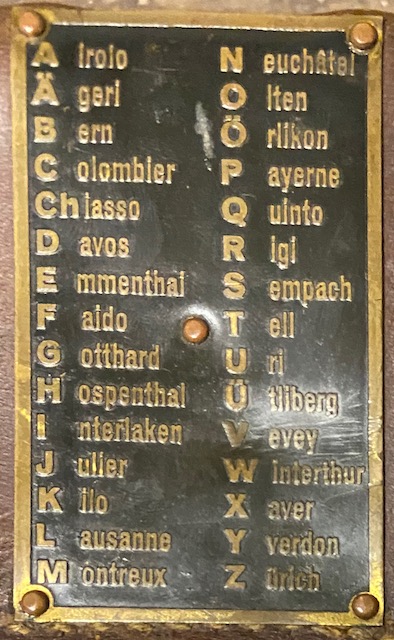 A irolo
Ä geri
B ern
C olombier
Ch iasso
D avos
E mmenthal
F aido
G otthard
H ospenthal
I nterlaken
J ulier
K ilo
L ausanne
M ontreux
N euchâtel
O lten
Ö rlikon
P ayerne
Q uinto
R igi
S empach
T ell
U ri
Ü tliberg
V evey
W interthur
X aver
Y verdon
Z ürich